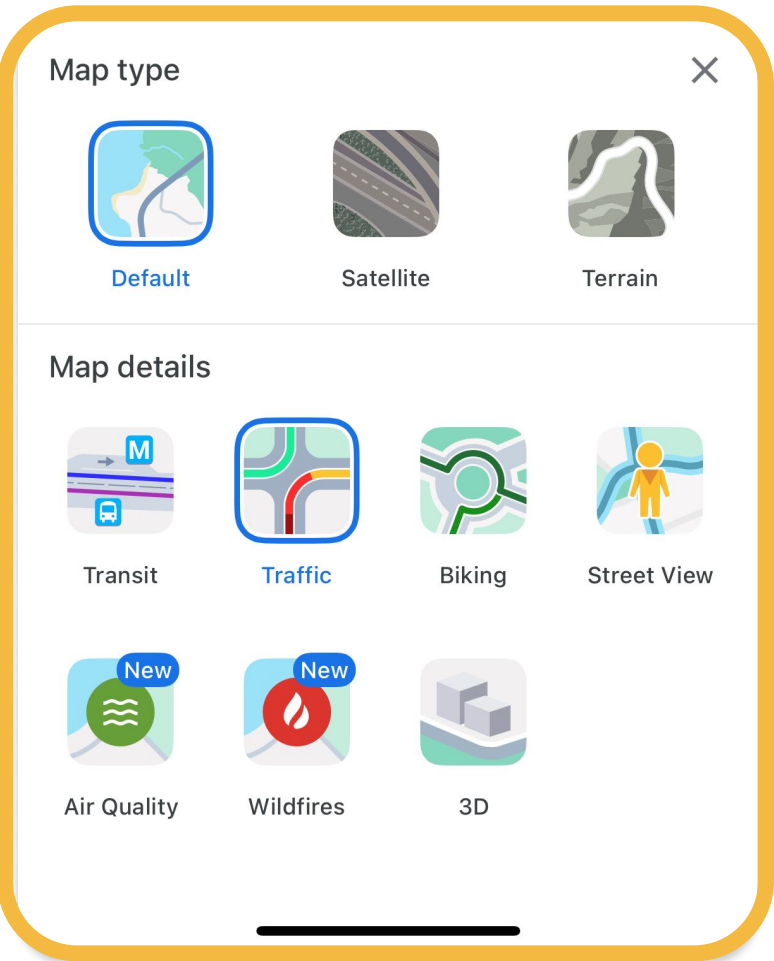 Map type
Default Satellite Terrain
Map details
M
Transit Traffic Biking Street View
New New
Air Quality Wildfires 3D